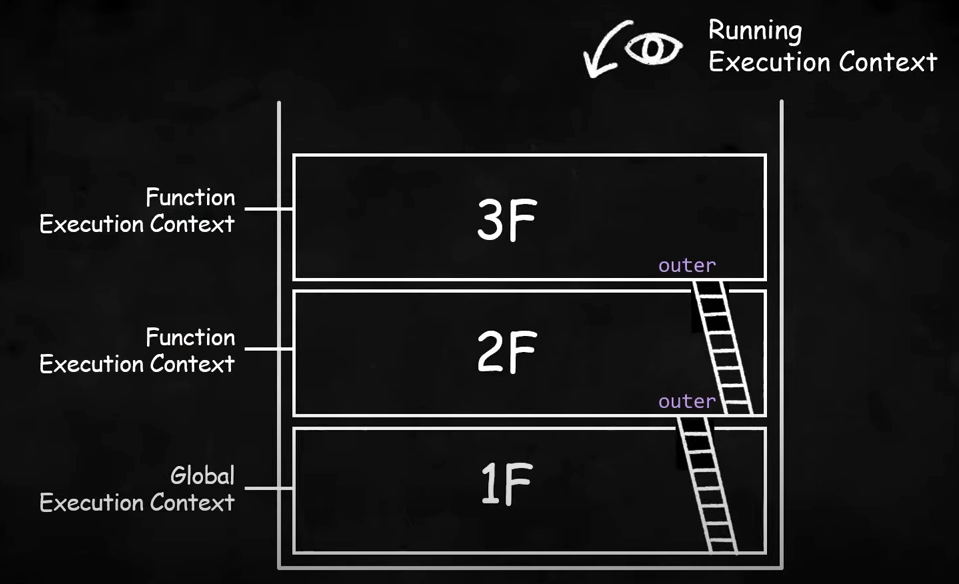 Running
Execution Context
Function
Execution Context
3F
outer
Function
Execution Context
2F
outer
Global
Execution Context
1F